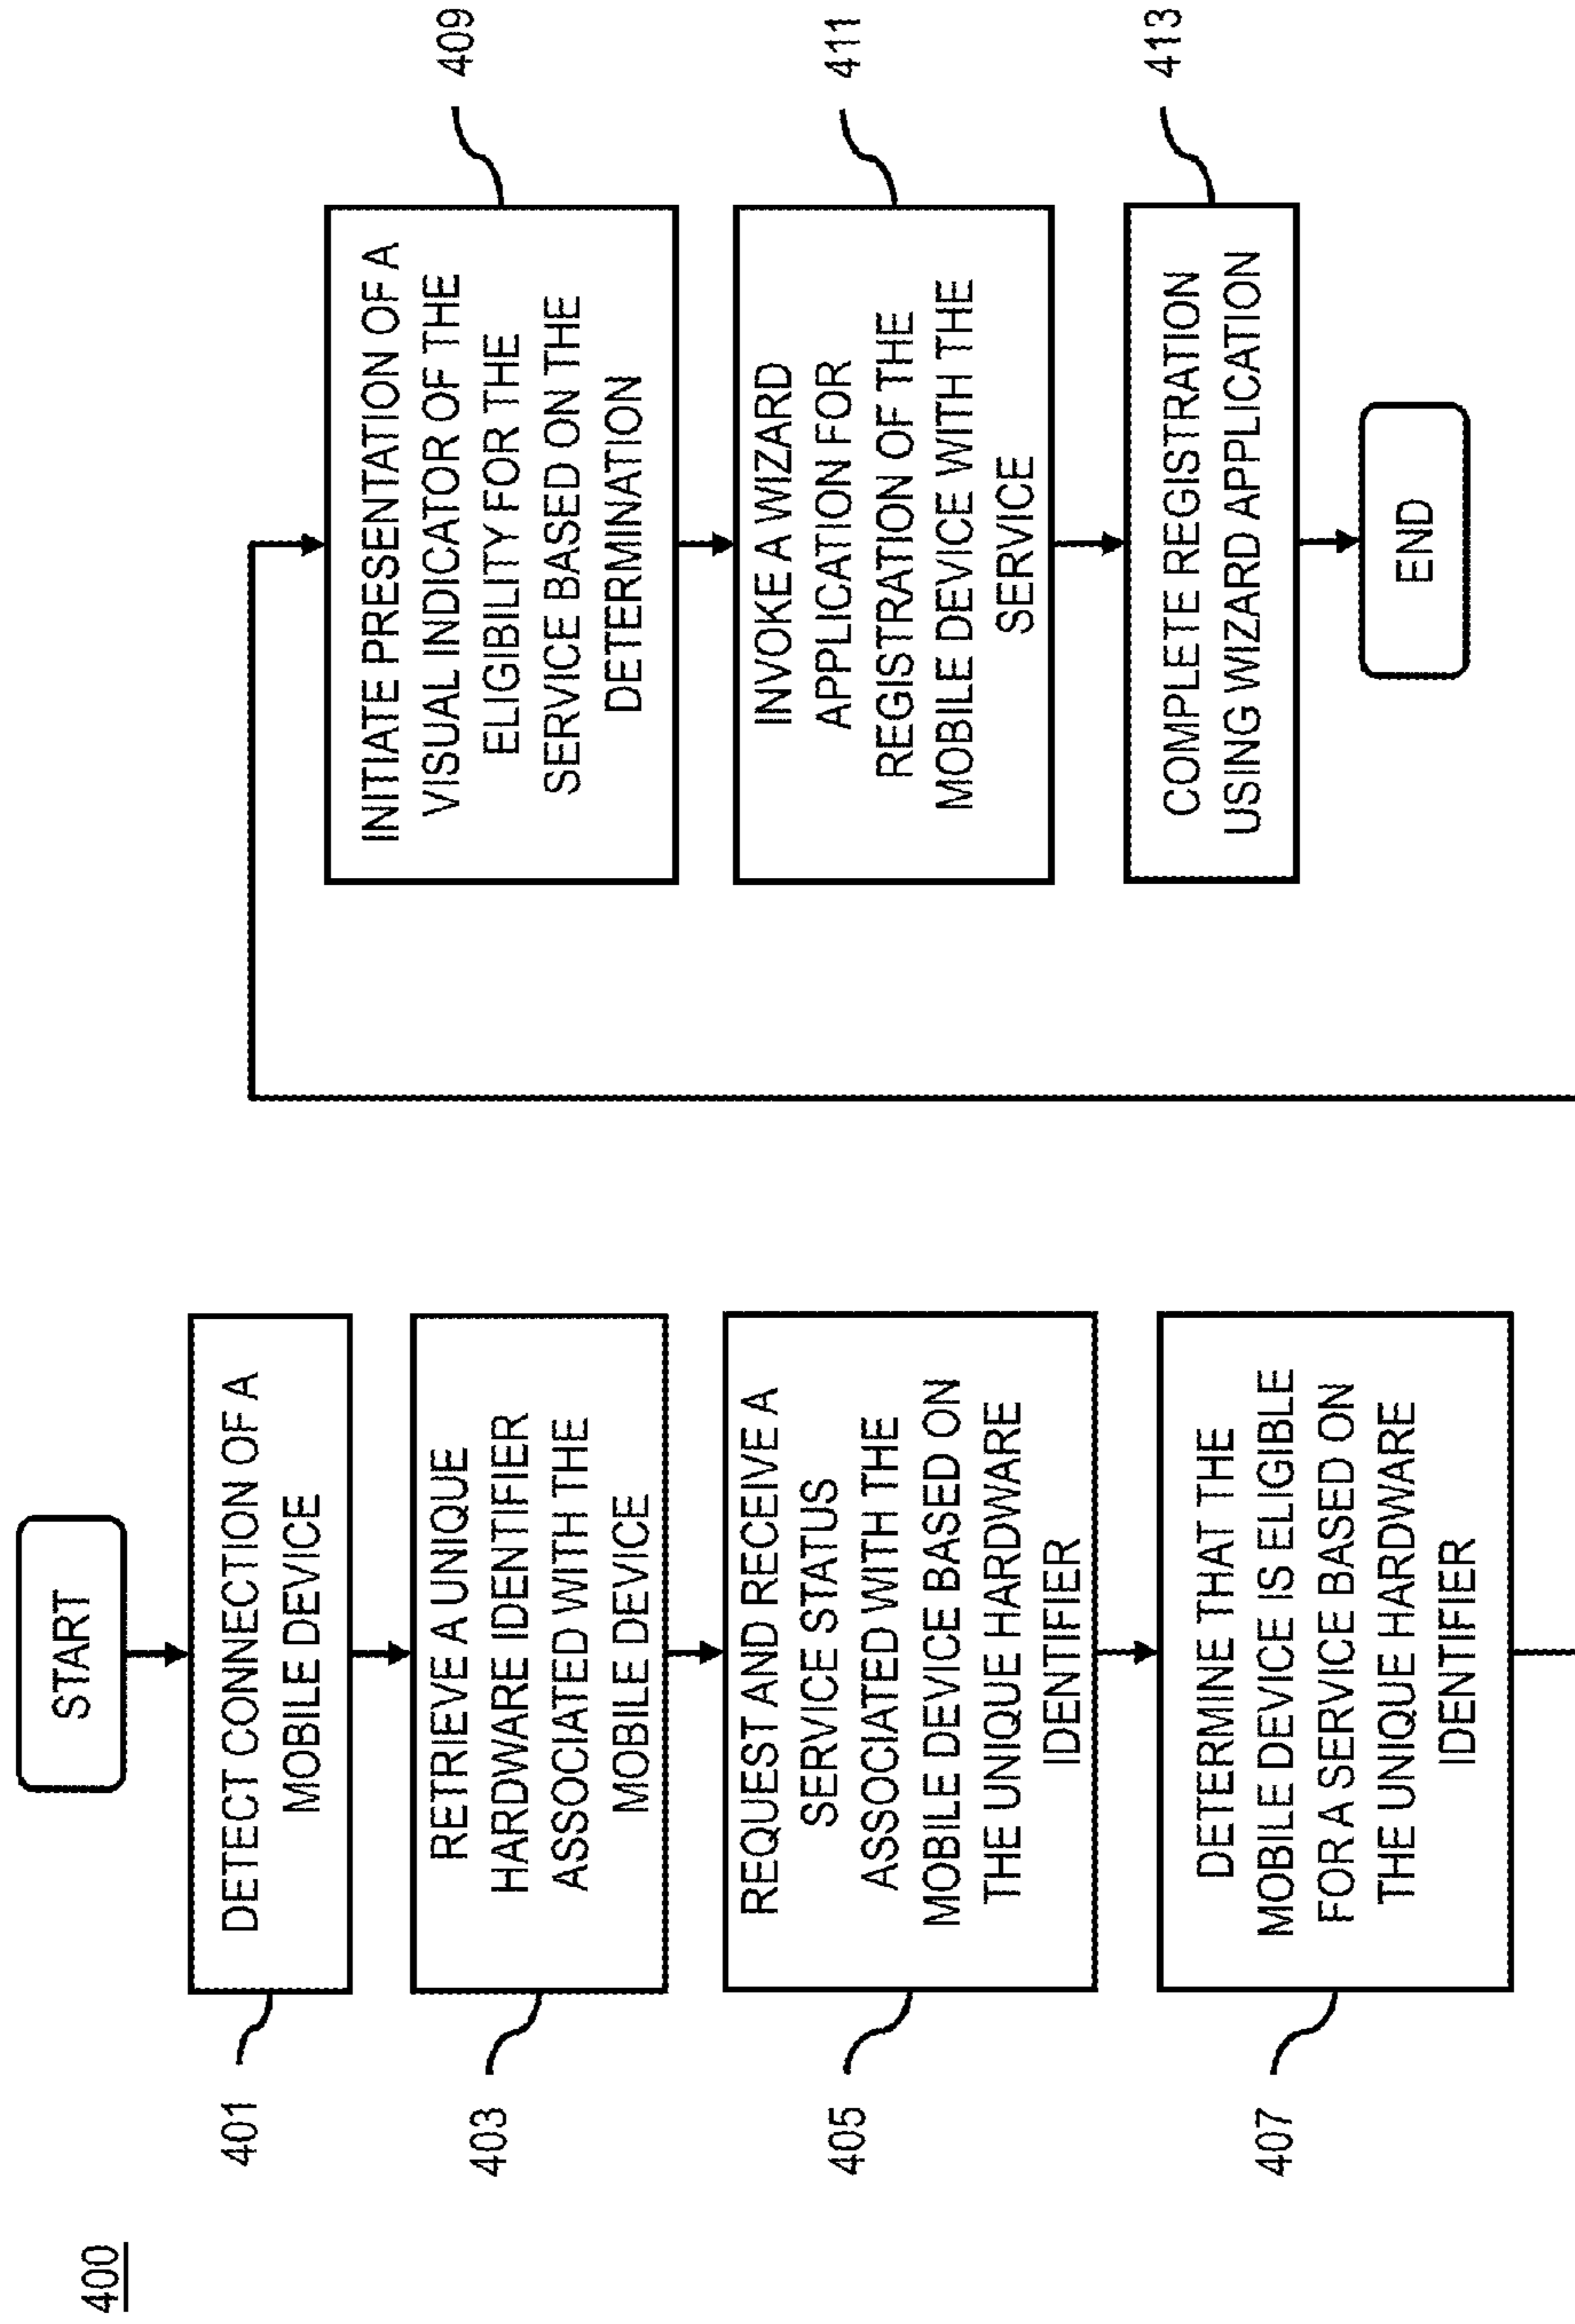 400
START
401
DETECT CONNECTION OF A
MOBILE DEVICE
403
RETRIEVE A UNIQUE
HARDWARE IDENTIFIER
ASSOCIATED WITH THE
MOBILE DEVICE
405
REQUEST AND RECEIVE A
SERVICE STATUS
ASSOCIATED WITH THE
MOBILE DEVICE BASED ON
THE UNIQUE HARDWARE
IDENTIFIER
407
DETERMINE THAT THE
MOBILE DEVICE IS ELIGIBLE
FOR A SERVICE BASED ON
THE UNIQUE HARDWARE
IDENTIFIER
INITIATE PRESENTATION OF A
VISUAL INDICATOR OF THE
ELIGIBILITY FOR THE
SERVICE BASED ON THE
DETERMINATION
409
INVOKE A WIZARD
APPLICATION FOR
REGISTRATION OF THE
MOBILE DEVICE WITH THE
SERVICE
411
COMPLETE REGISTRATION
USING WIZARD APPLICATION
413
END